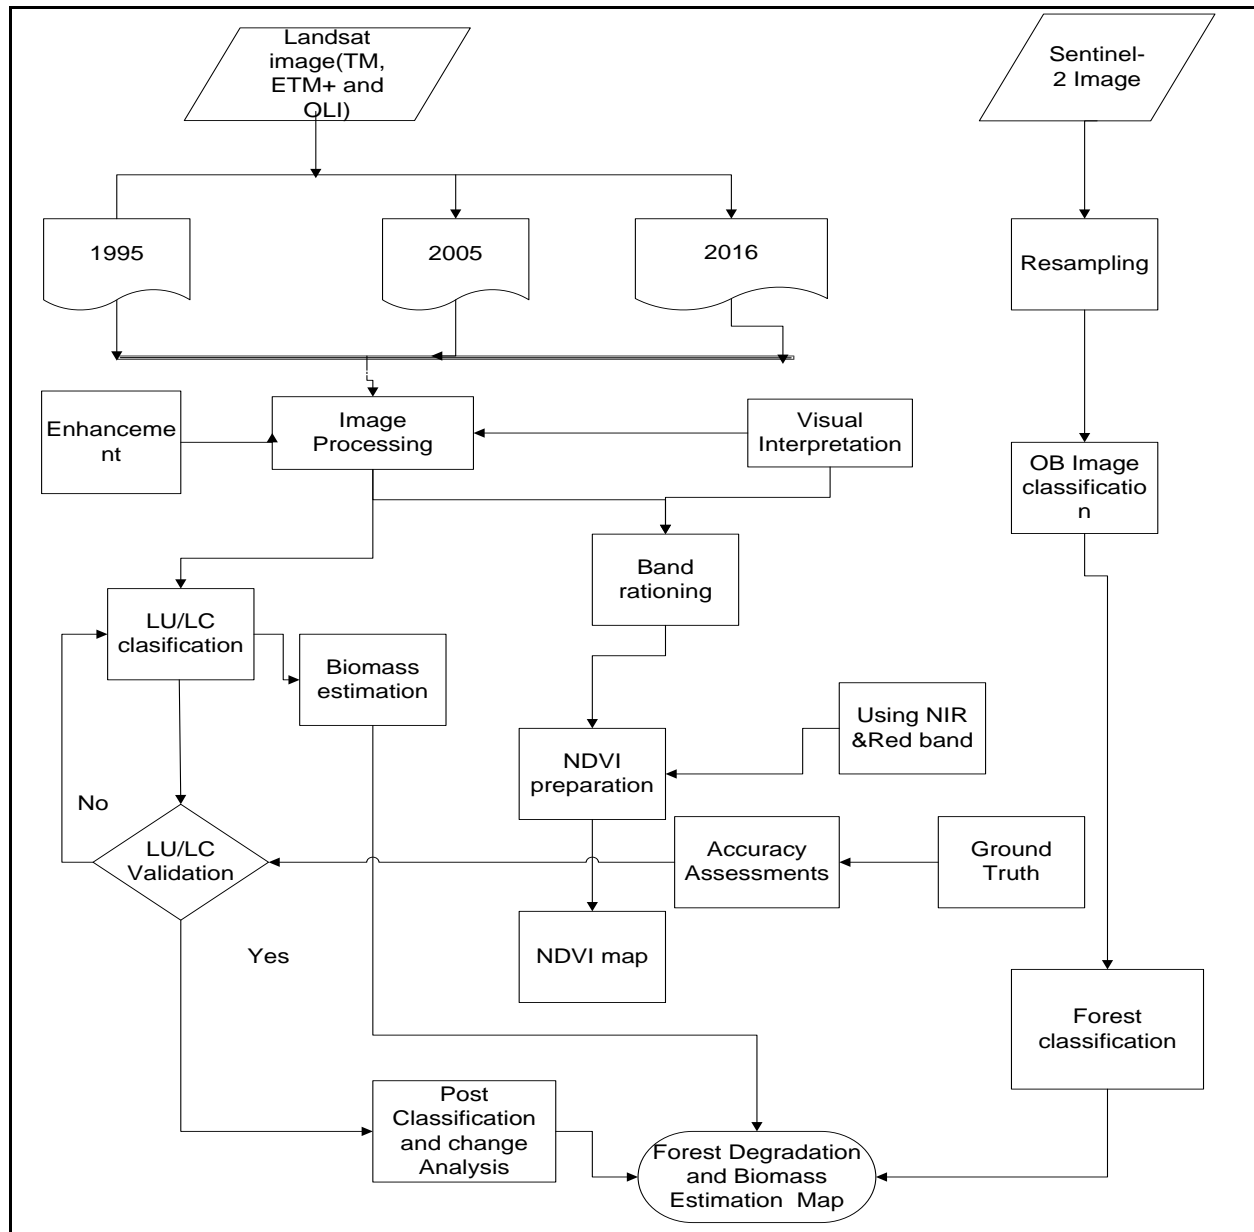 Landsat
image(TM,
ETM+ and
OLI)
Sentinel-
2 Image
1995
2005
2016
Resampling
Enhanceme
nt
Image
Processing
Visual
Interpretation
OB Image
classificatio
n
Band
rationing
LU/LC
clasification
Biomass
estimation
Using NIR
&Red band
NDVI
preparation
No
LU/LC
Validation
Accuracy
Assessments
Ground
Truth
Yes
NDVI map
Forest
classification
Post
Classification
and change
Analysis
Forest Degradation
and Biomass
Estimation Map